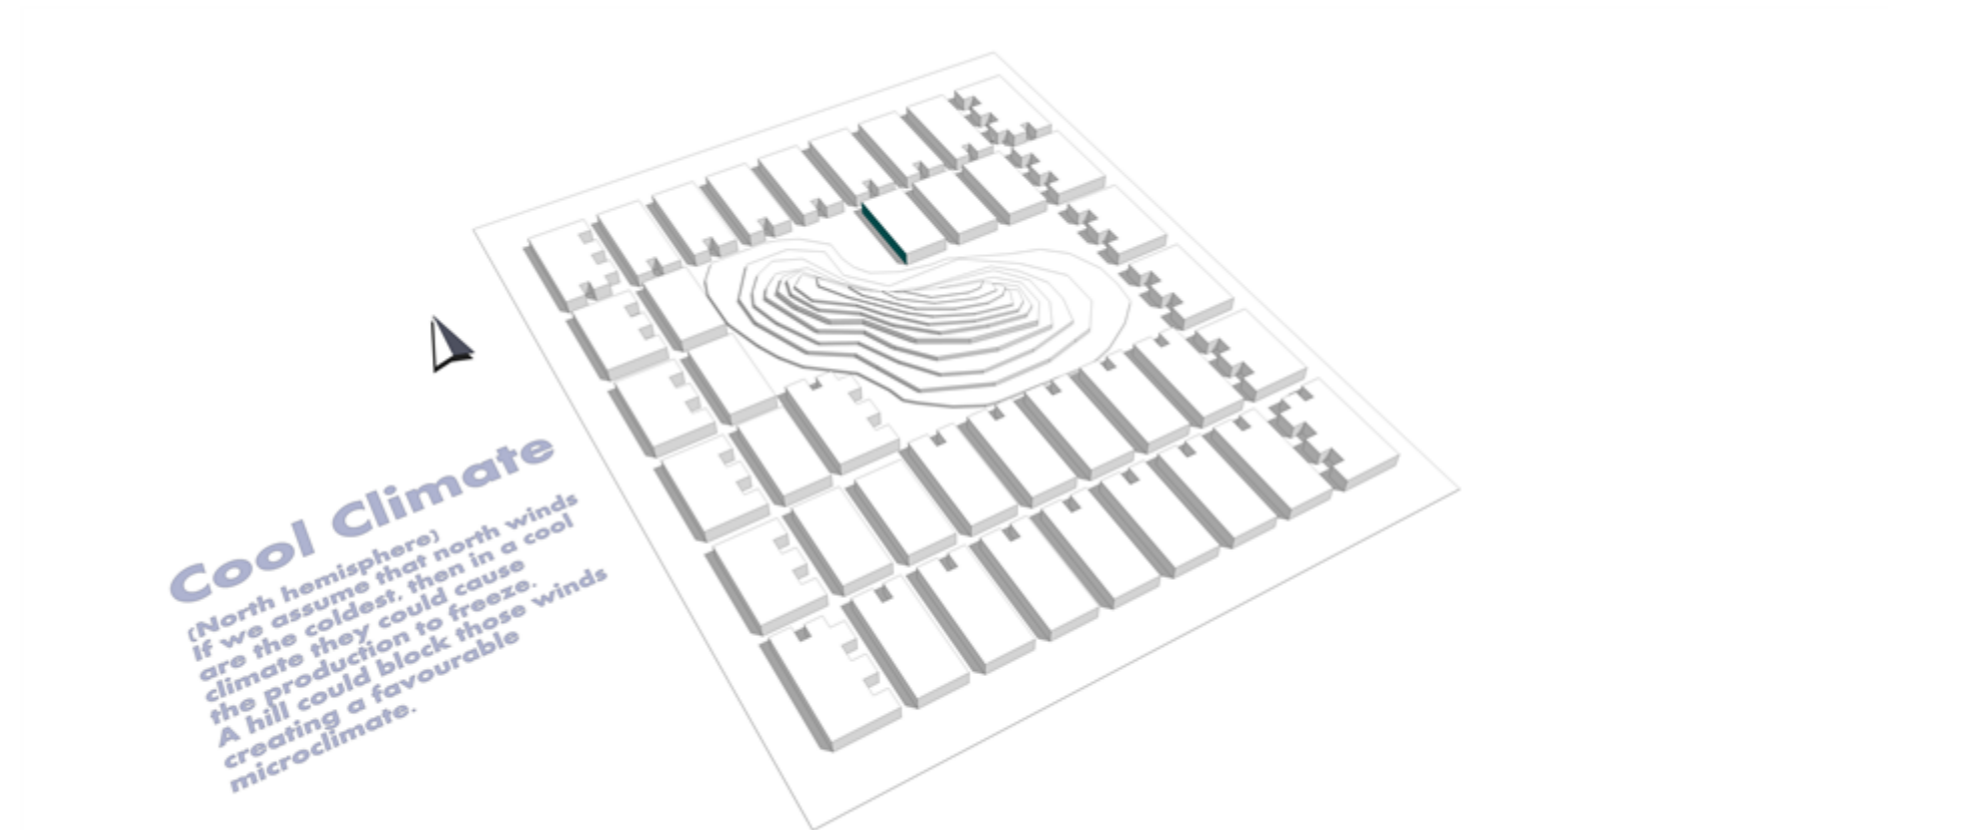 Cool Climate
(North hemisphere)
If we assume that north winds
are the coldest, then in a cool
climate they could cause
the production to freeze.
A hill could block those winds
creating a favourable
microclimate.